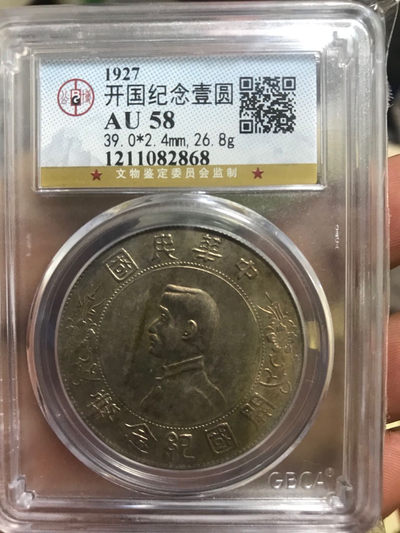 1927
开国纪念壹圆
AU 58
39.0*2.4mm,26.8g
1211082868
★ 文物鉴定委员会监制 ★
中華民國
開國紀念幣
GBCA®